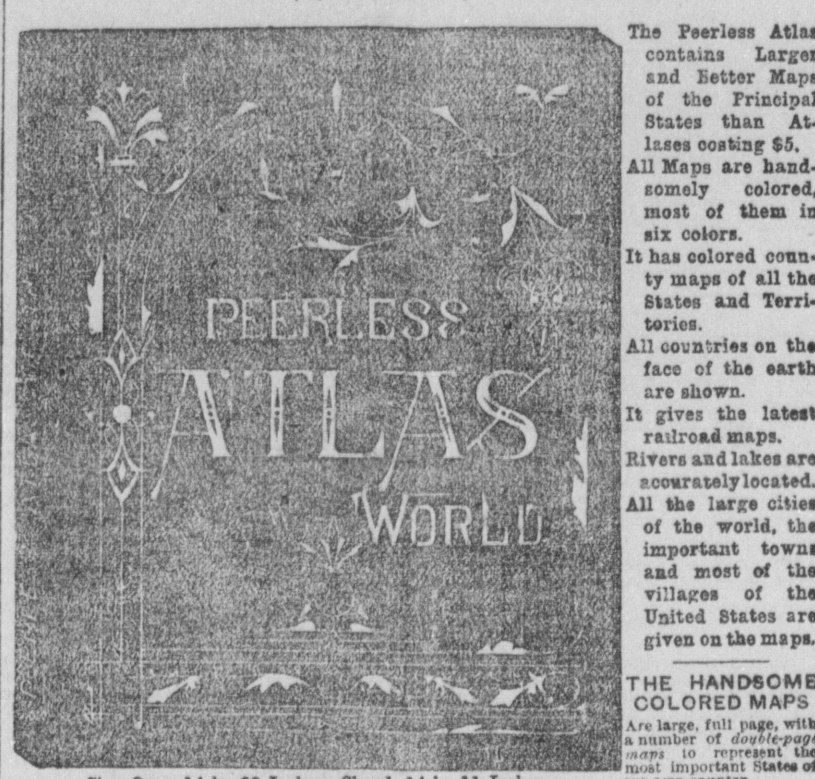 PEERLESS
ATLAS
WORLD
The Peerless Atlas
contains Larger
and Better Maps
of the Principal
States than At-
lases costing $5.
All Maps are hand-
somely colored,
most of them in
six colors.
It has colored coun-
ty maps of all the
States and Terri-
tories.
All countries on the
face of the earth
are shown.
It gives the latest
railroad maps.
Rivers and lakes are
accurately located.
All the large cities
of the world, the
important towns
and most of the
villages of the
United States are
given on the maps.
THE HANDSOME
COLORED MAPS
Are large, full page, with
a number of double-page
maps to represent the
most important States of